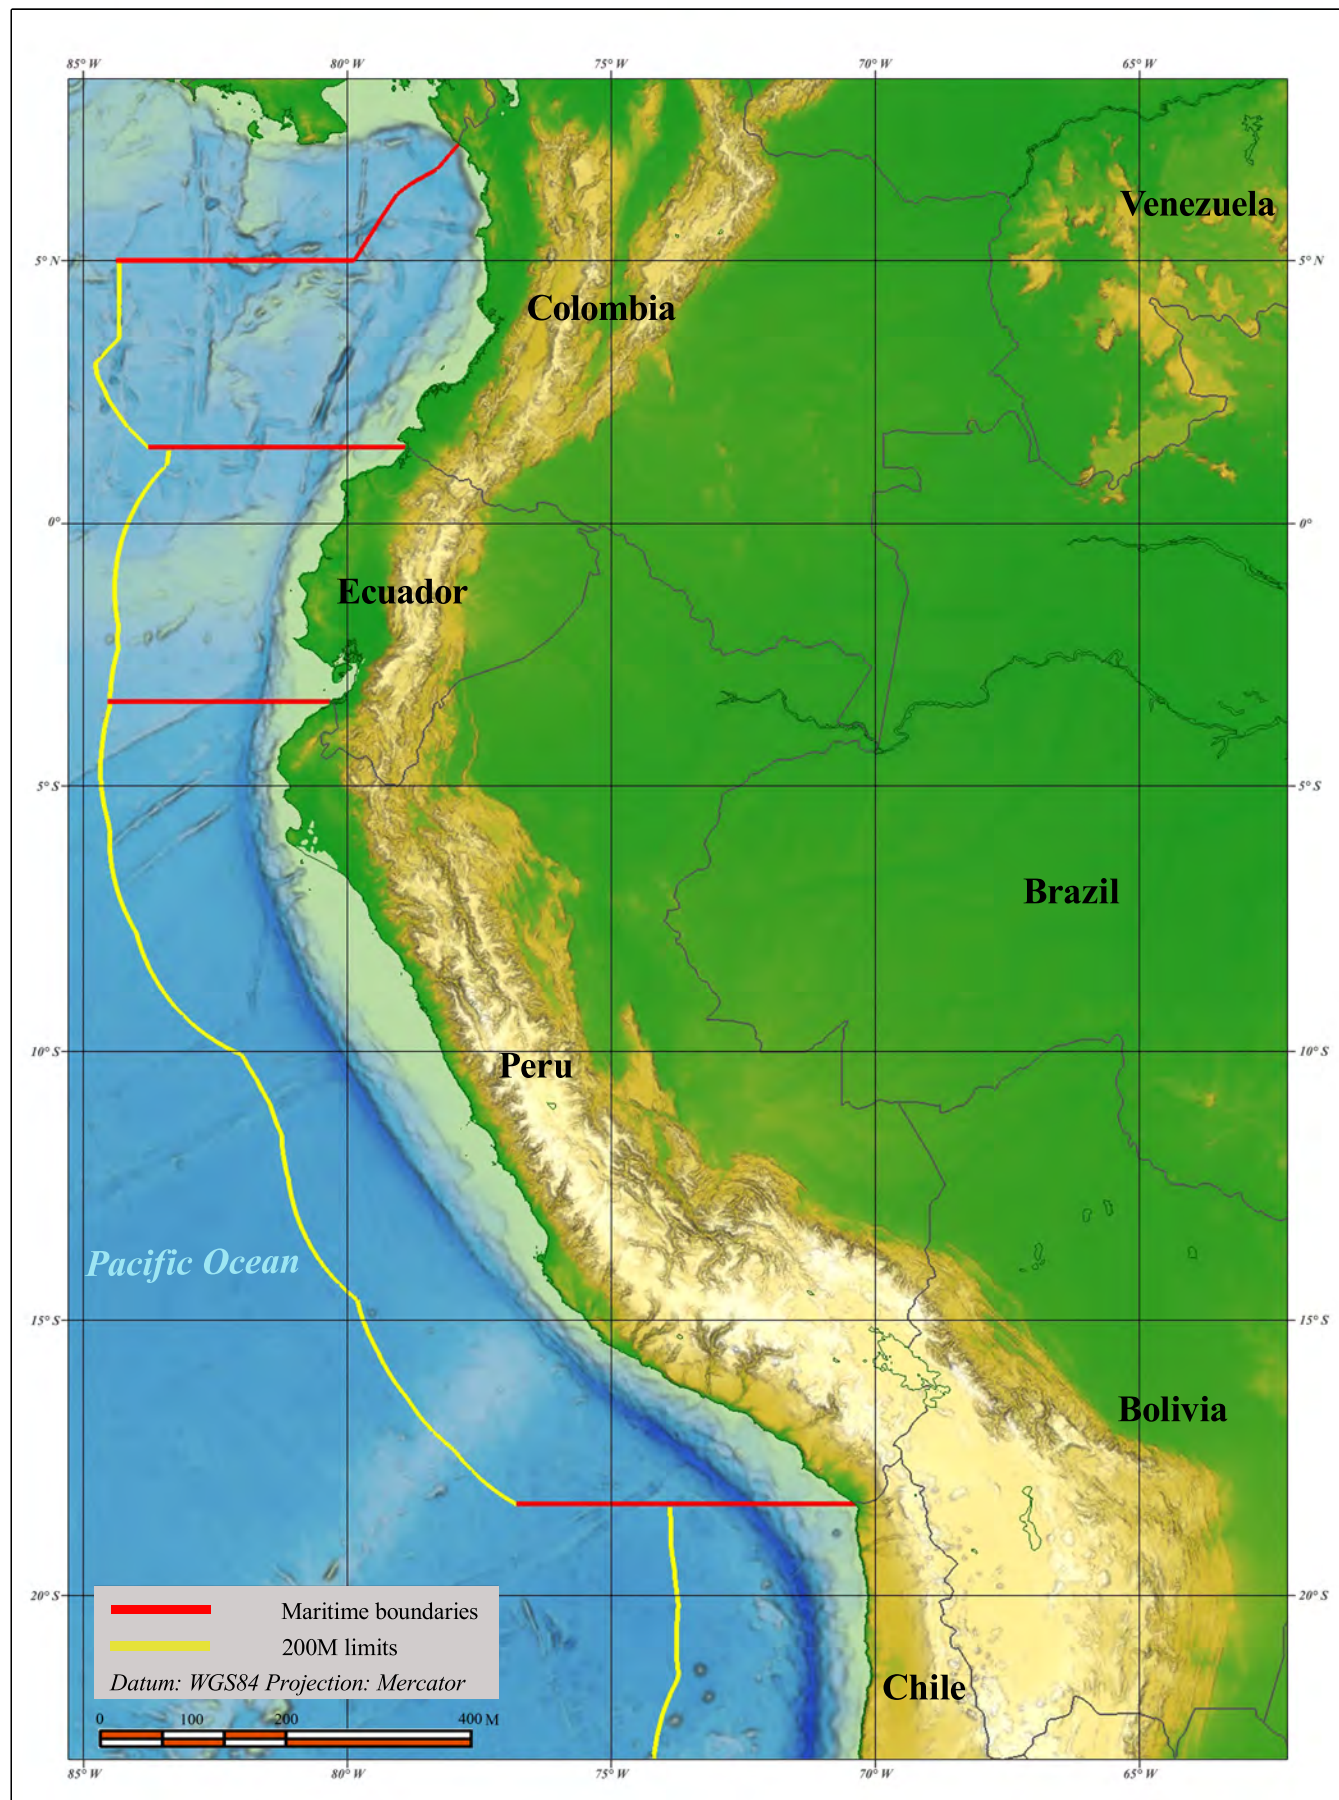 85° W 80° W 75° W 70° W 65° W
Venezuela
5° N 5° N
Colombia
0° 0°
Ecuador
5° S 5° S
Brazil
10° S 10° S
Peru
Pacific Ocean
15° S 15° S
Bolivia
20° S 20° S
Maritime boundaries
200M limits
Datum: WGS84 Projection: Mercator
Chile
0 100 200 400 M
85° W 80° W 75° W 70° W 65° W